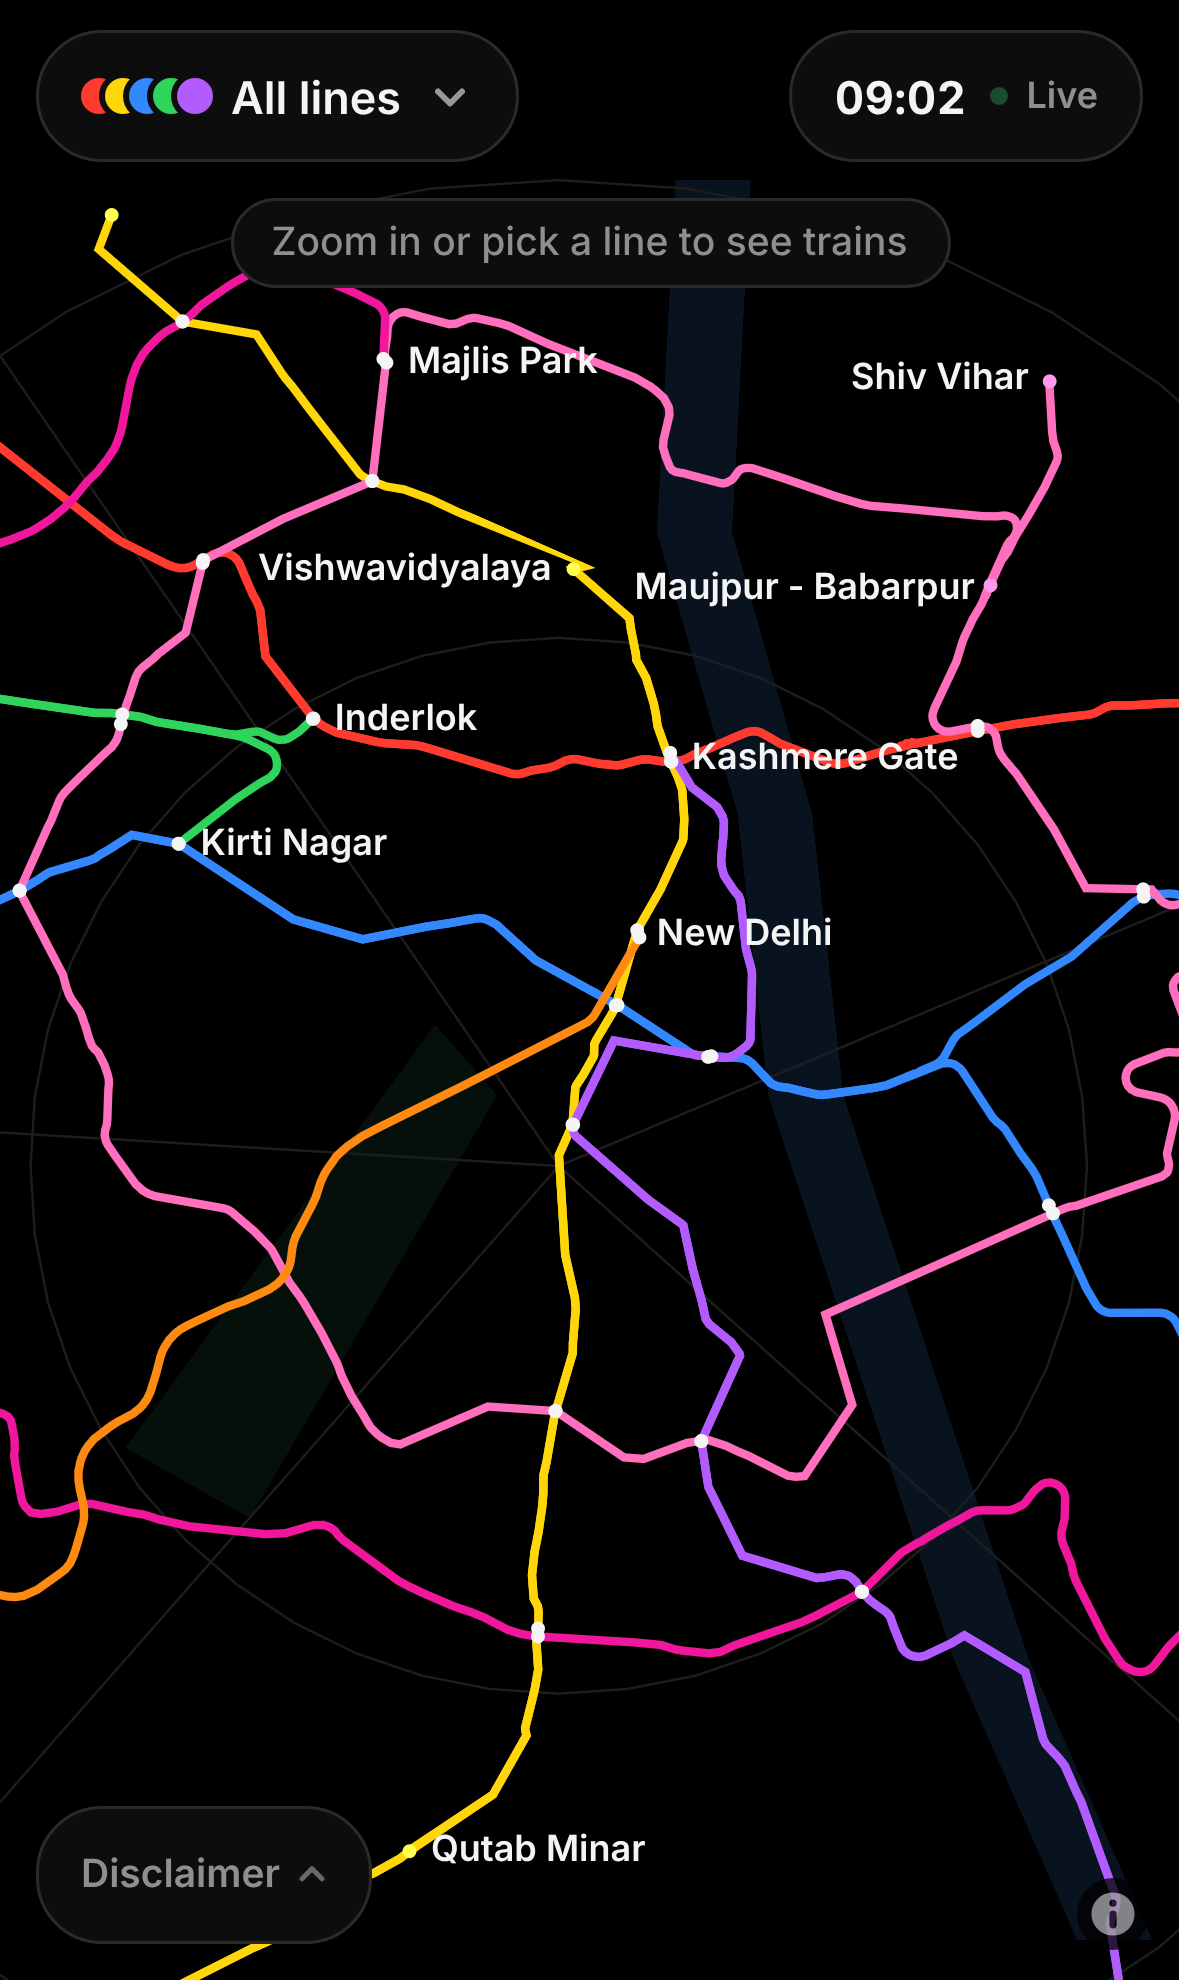 All lines
09:02 Live
Zoom in or pick a line to see trains
Majlis Park
Shiv Vihar
Vishwavidyalaya
Maujpur - Babarpur
Inderlok
Kashmere Gate
Kirti Nagar
New Delhi
Qutab Minar
Disclaimer